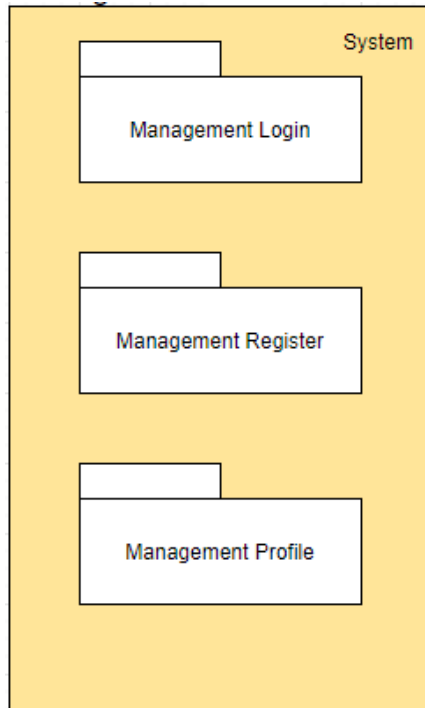 System
Management Login
Management Register
Management Profile